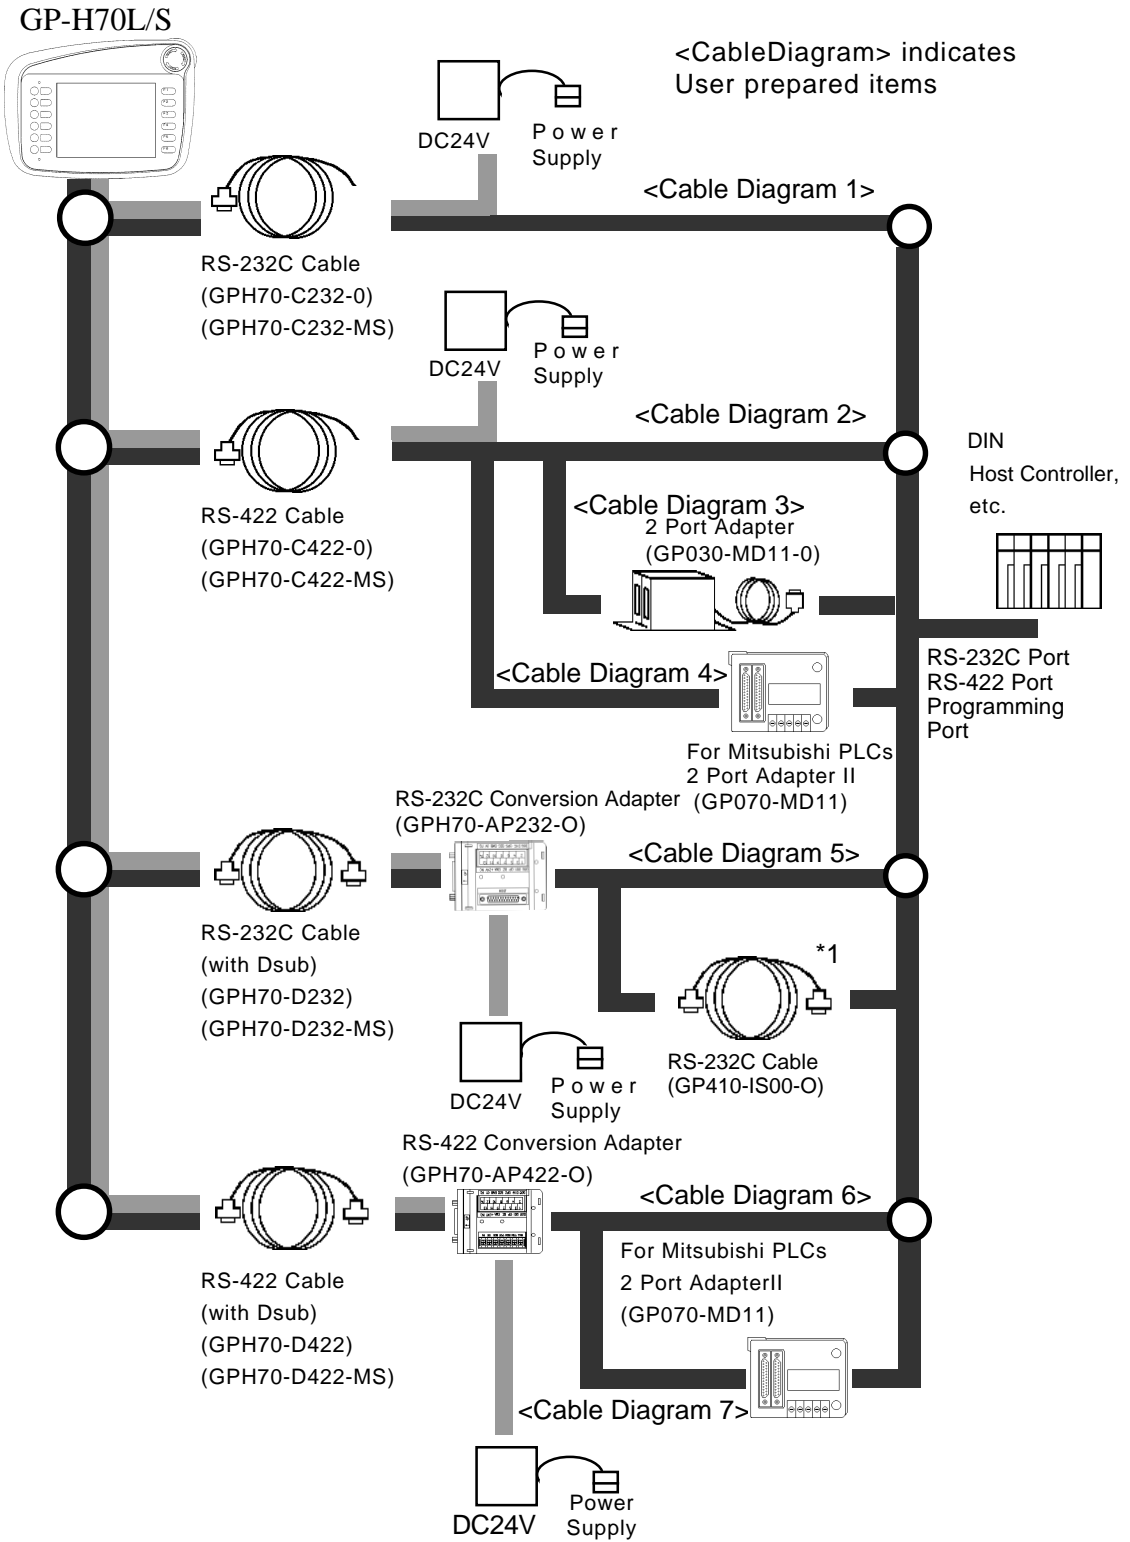 GP-H70L/S
<CableDiagram> indicates
User prepared items
DC24V
P o w e r
Supply
<Cable Diagram 1>
RS-232C Cable
(GPH70-C232-0)
(GPH70-C232-MS)
DC24V
P o w e r
Supply
<Cable Diagram 2>
DIN
Host Controller,
etc.
RS-422 Cable
(GPH70-C422-0)
(GPH70-C422-MS)
<Cable Diagram 3>
2 Port Adapter
(GP030-MD11-0)
<Cable Diagram 4>
RS-232C Port
RS-422 Port
Programming
Port
For Mitsubishi PLCs
2 Port Adapter II
(GP070-MD11)
RS-232C Conversion Adapter
(GPH70-AP232-O)
<Cable Diagram 5>
RS-232C Cable
(with Dsub)
(GPH70-D232)
(GPH70-D232-MS)
*1
RS-232C Cable
(GP410-IS00-O)
DC24V
P o w e r
Supply
RS-422 Conversion Adapter
(GPH70-AP422-O)
<Cable Diagram 6>
RS-422 Cable
(with Dsub)
(GPH70-D422)
(GPH70-D422-MS)
For Mitsubishi PLCs
2 Port AdapterII
(GP070-MD11)
<Cable Diagram 7>
DC24V
Power
Supply